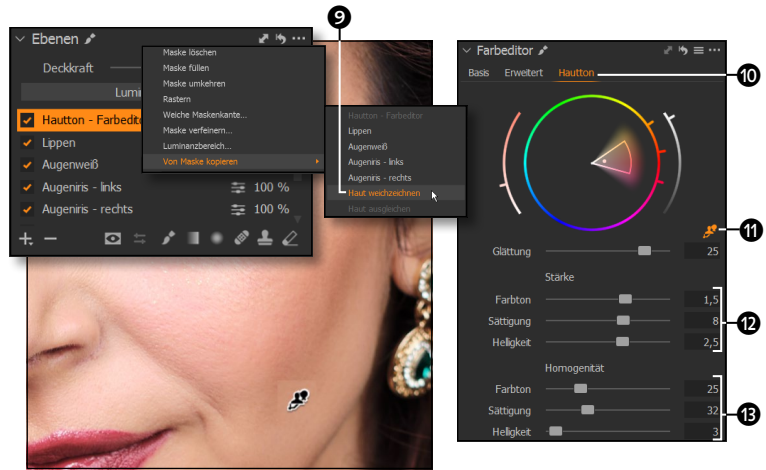 9
Ebenen
Deckkraft
Maske löschen
Maske füllen
Maske umkehren
Rastern
Weiche Maskenkante...
Maske verfeinern...
Luminanzbereich...
Von Maske kopieren
Lumi
Hautton - Farbedit
Lippen
Augenweiß
Augeniris - links 100 %
Augeniris - rechts 100 %
Hautton - Farbeditor
Lippen
Augenweiß
Augeniris - links
Augeniris - rechts
Haut weichzeichnen
Haut ausgleichen
Farbeditor
Basis Erweitert Hautton
10
11
Glättung 25
Stärke
Farbton 1,5
Sättigung 8
Helligkeit 2,5
12
Homogenität
Farbton 25
Sättigung 32
Helligkeit 3
13